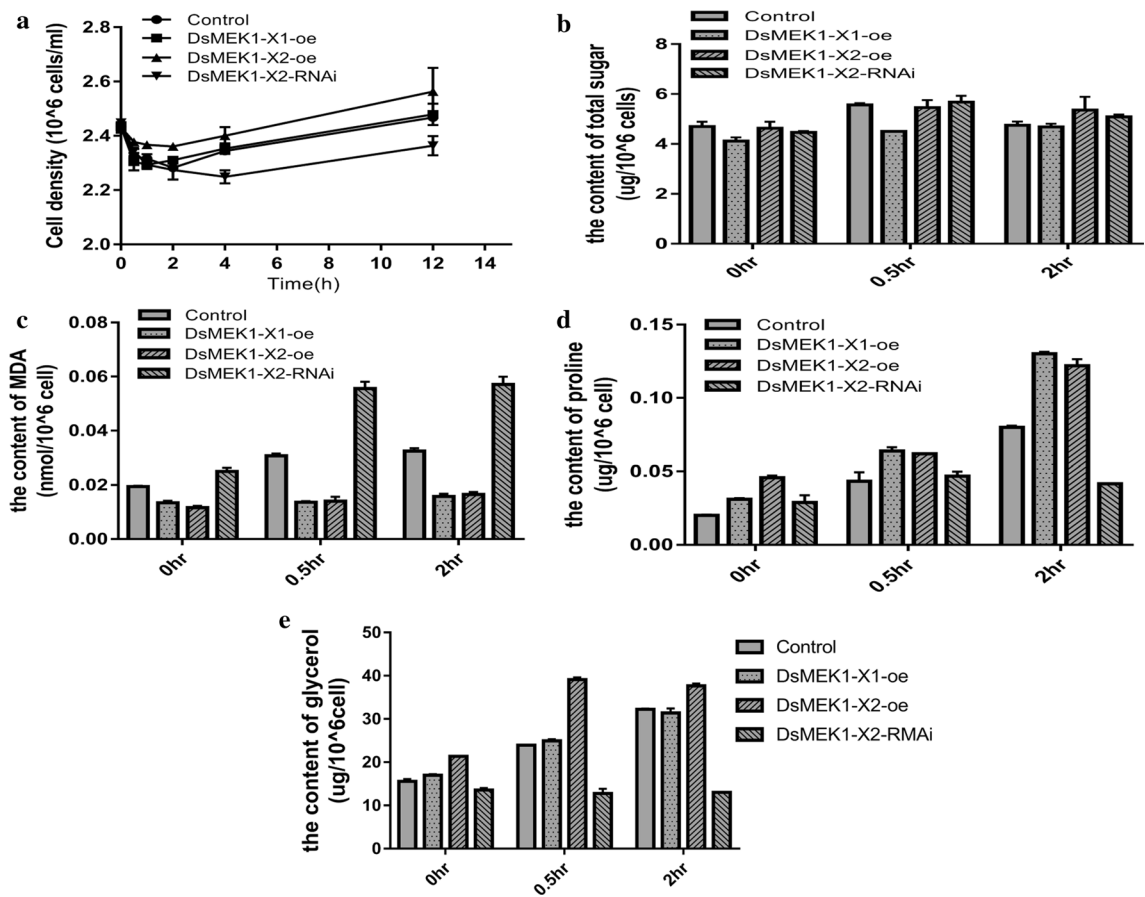 a
Control
DsMEK1-X1-oe
DsMEK1-X2-oe
DsMEK1-X2-RNAi
Cell density (10^6 cells/ml)
2.8
2.6
2.4
2.2
2.0
0 2 4 6 8 10 12 14
Time(h)
b
Control
DsMEK1-X1-oe
DsMEK1-X2-oe
DsMEK1-X2-RNAi
the content of total sugar
(ug/10^6 cells)
8
6
4
2
0
0hr 0.5hr 2hr
c
Control
DsMEK1-X1-oe
DsMEK1-X2-oe
DsMEK1-X2-RNAi
the content of MDA
(nmol/10^6 cell)
0.08
0.06
0.04
0.02
0.00
0hr 0.5hr 2hr
d
Control
DsMEK1-X1-oe
DsMEK1-X2-oe
DsMEK1-X2-RNAi
the content of proline
(ug/10^6 cell)
0.15
0.10
0.05
0.00
0hr 0.5hr 2hr
e
Control
DsMEK1-X1-oe
DsMEK1-X2-oe
DsMEK1-X2-RMAi
the content of glycerol
(ug/10^6cell)
50
40
30
20
10
0
0hr 0.5hr 2hr